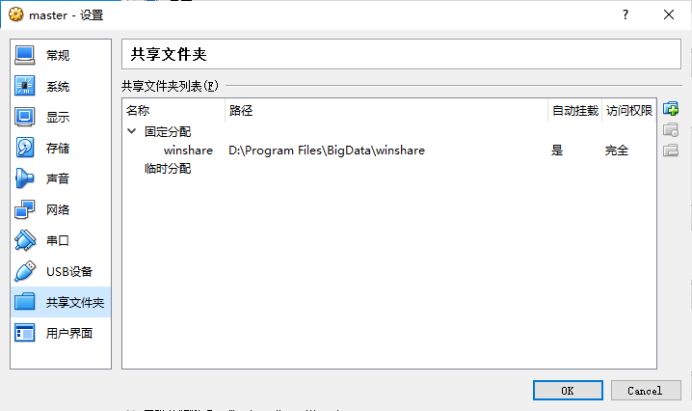 master - 设置
常规
系统
显示
存储
声音
网络
串口
USB设备
共享文件夹
用户界面
共享文件夹
共享文件夹列表(F)
名称 路径 自动挂载 访问权限
固定分配
winshare D:\Program Files\BigData\winshare 是 完全
临时分配
OK Cancel